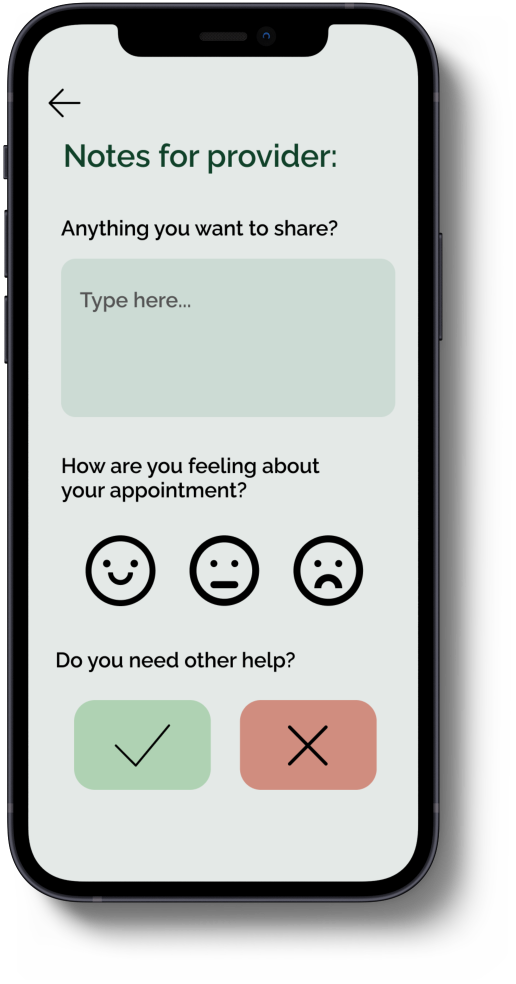 Notes for provider:
Anything you want to share?
Type here...
How are you feeling about
your appointment?
Do you need other help?